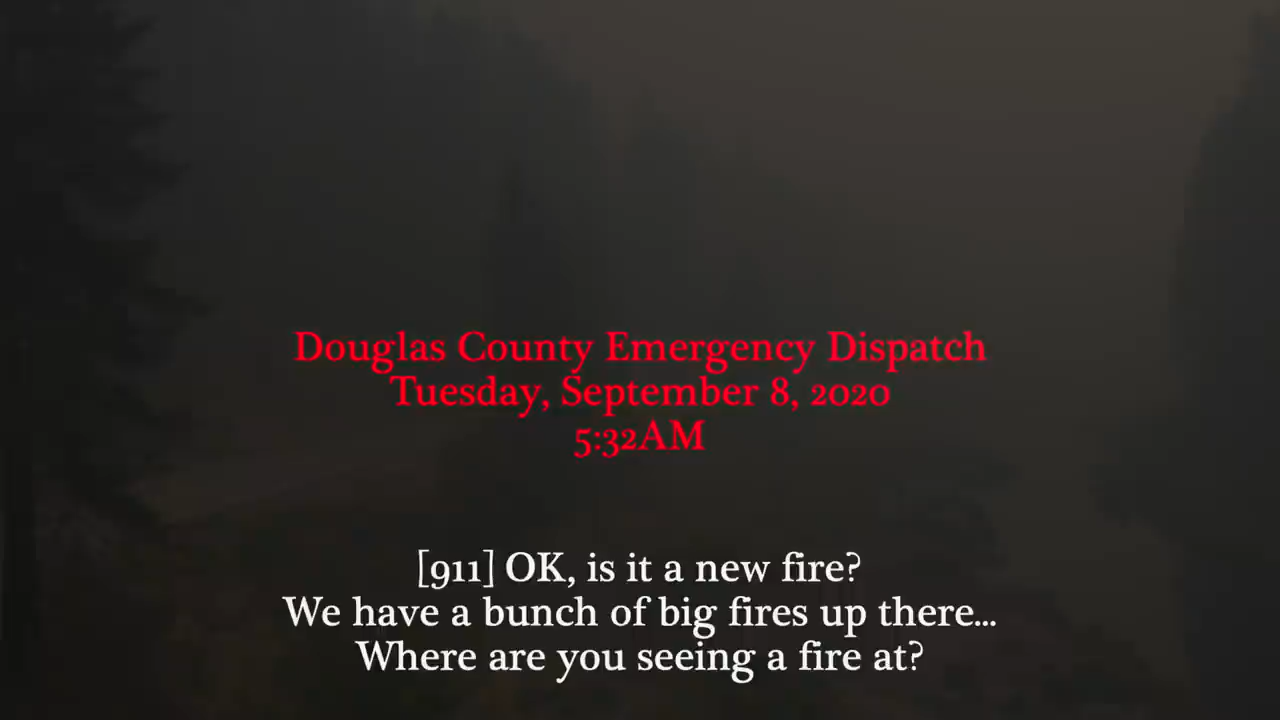 Douglas County Emergency Dispatch
Tuesday, September 8, 2020
5:32AM
[911] OK, is it a new fire?
We have a bunch of big fires up there...
Where are you seeing a fire at?